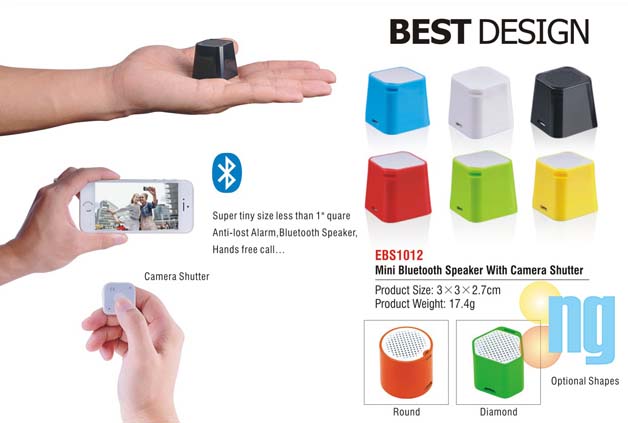 BEST DESIGN
Super tiny size less than 1" quare
Anti-lost Alarm,Bluetooth Speaker,
Hands free call...
Camera Shutter
EBS1012
Mini Bluetooth Speaker With Camera Shutter
Product Size: 3×3×2.7cm
Product Weight: 17.4g
ng
Optional Shapes
Round
Diamond